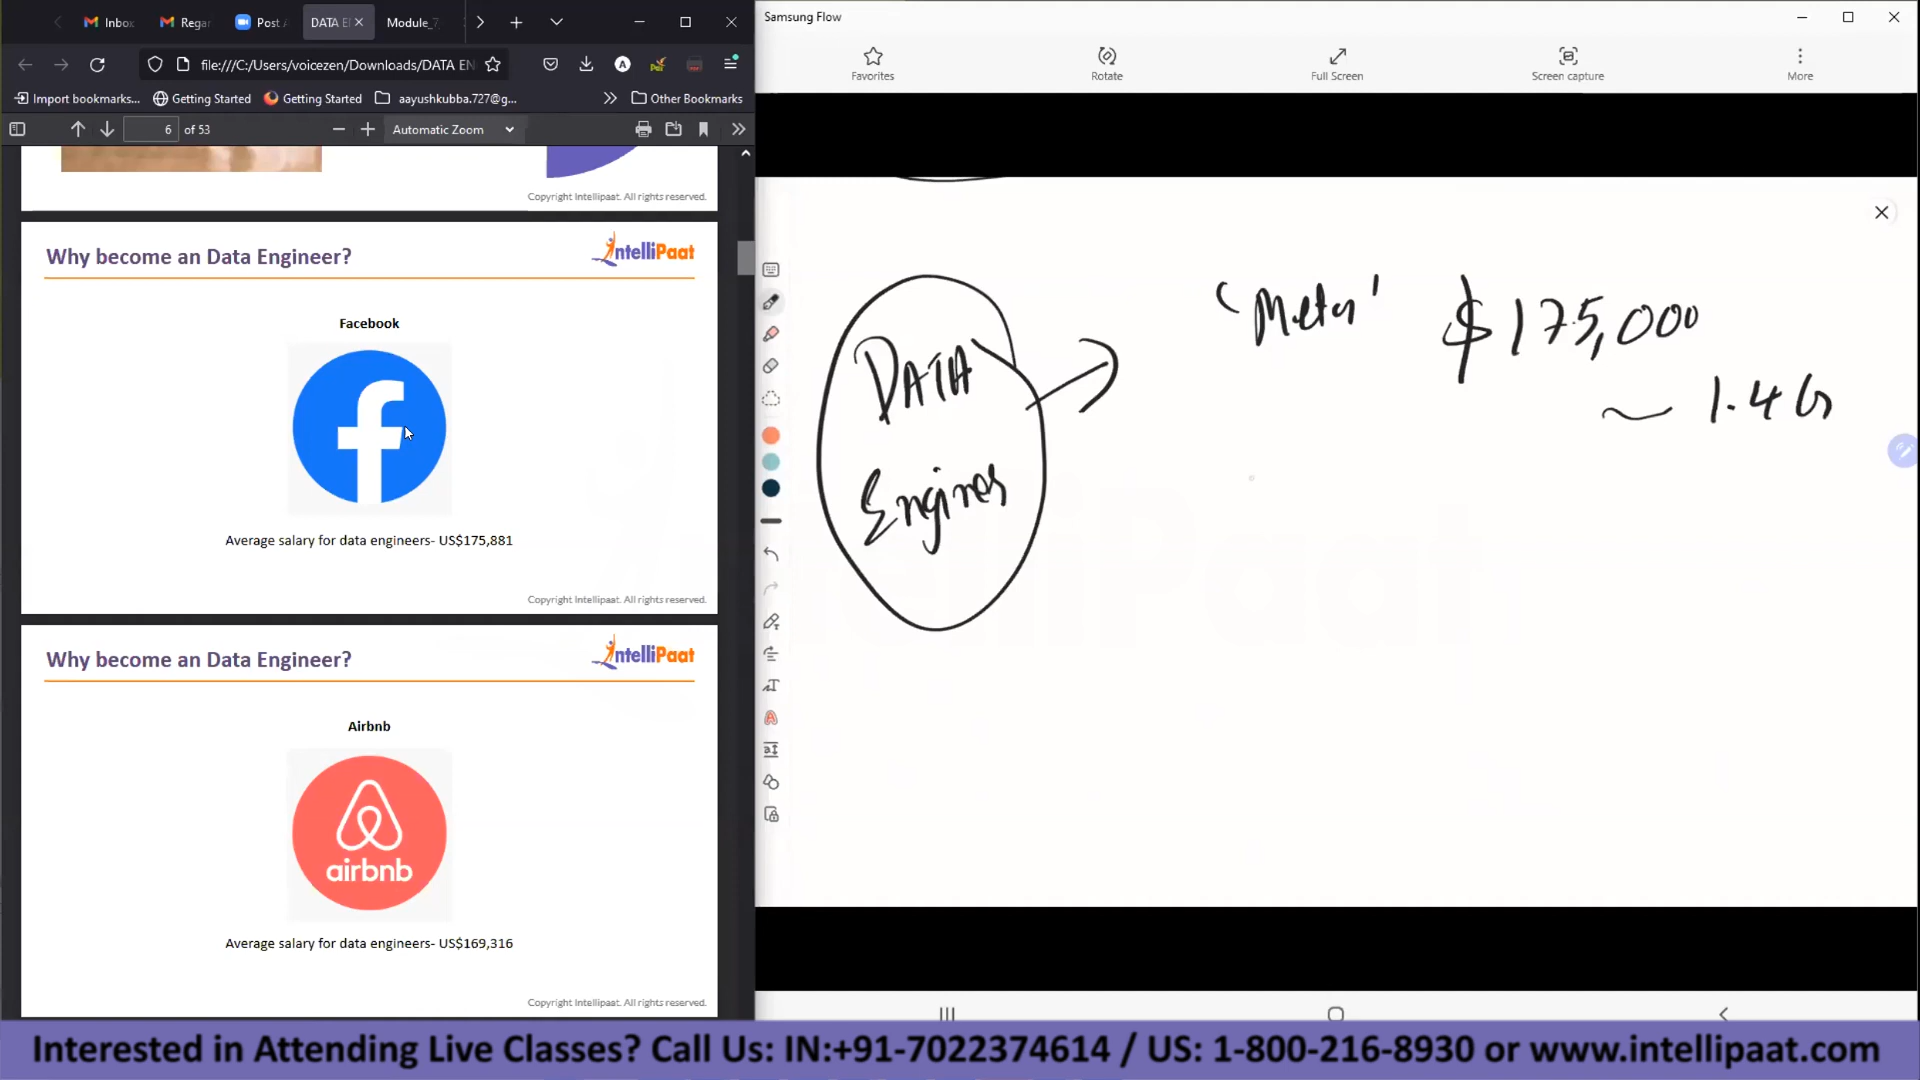 Inbox
Regar
Post A
DATA E
Module_7
file:///C:/Users/voicezen/Downloads/DATA EN
Import bookmarks...
Getting Started
Getting Started
aayushkubba.727@g...
Other Bookmarks
6 of 53
Automatic Zoom
Copyright Intellipaat. All rights reserved.
Why become an Data Engineer?
IntelliPaat
Facebook
Average salary for data engineers- US$175,881
Copyright Intellipaat. All rights reserved.
Why become an Data Engineer?
IntelliPaat
Airbnb
airbnb
Average salary for data engineers- US$169,316
Copyright Intellipaat. All rights reserved.
Samsung Flow
Favorites
Rotate
Full Screen
Screen capture
More
DATA
'Meta' $175,000
~ 1.4 Cr
IntelliPaat
Interested in Attending Live Classes? Call Us: IN:+91-7022374614 / US: 1-800-216-8930 or www.intellipaat.com